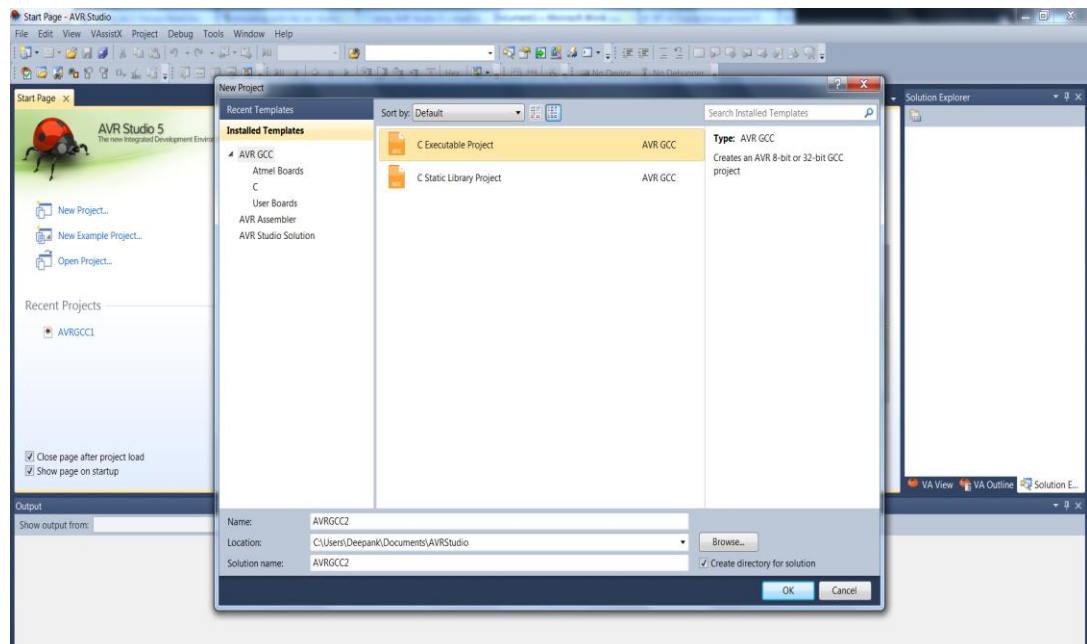 Start Page - AVR Studio
File Edit View VAssistX Project Debug Tools Window Help
Hex
No Device No Debugger
Start Page
AVR Studio 5
The new Integrated Development
New Project...
New Example Project...
Open Project...
Recent Projects
AVRGCC1
Close page after project load
Show page on startup
New Project
Recent Templates
Installed Templates
AVR GCC
Atmel Boards
C
User Boards
AVR Assembler
AVR Studio Solution
Sort by: Default
C Executable Project AVR GCC
C Static Library Project AVR GCC
Search Installed Templates
Type: AVR GCC
Creates an AVR 8-bit or 32-bit GCC
project
Name: AVRGCC2
Location: C:\Users\Deepank\Documents\AVRStudio
Browse...
Solution name: AVRGCC2
Create directory for solution
OK Cancel
Solution Explorer
VA View VA Outline Solution E...
Output
Show output from: